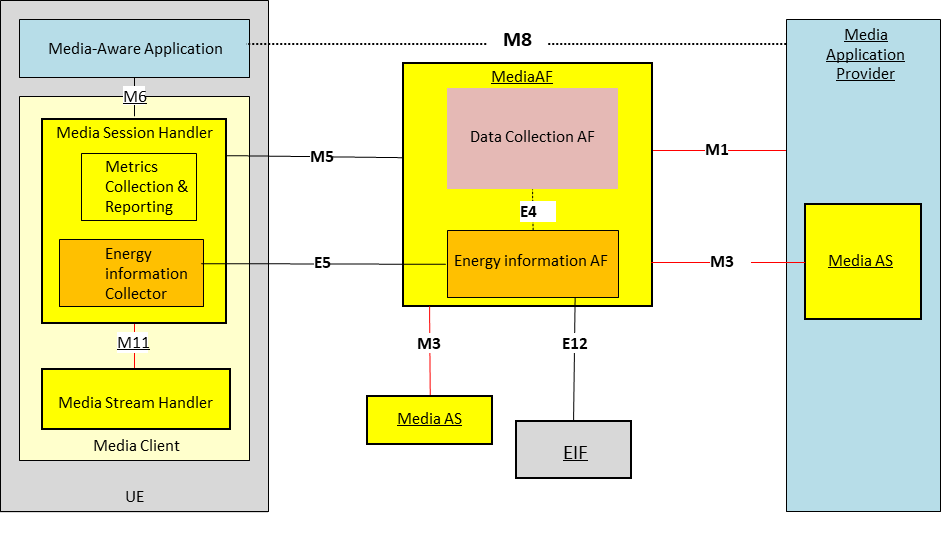 Media-Aware Application
M6
Media Session Handler
Metrics
Collection &
Reporting
Energy
information
Collector
M11
Media Stream Handler
Media Client
UE
M8
M5
E5
MediaAF
Data Collection AF
E4
Energy information AF
M3
Media AS
E12
EIF
M1
M3
Media
Application
Provider
Media AS